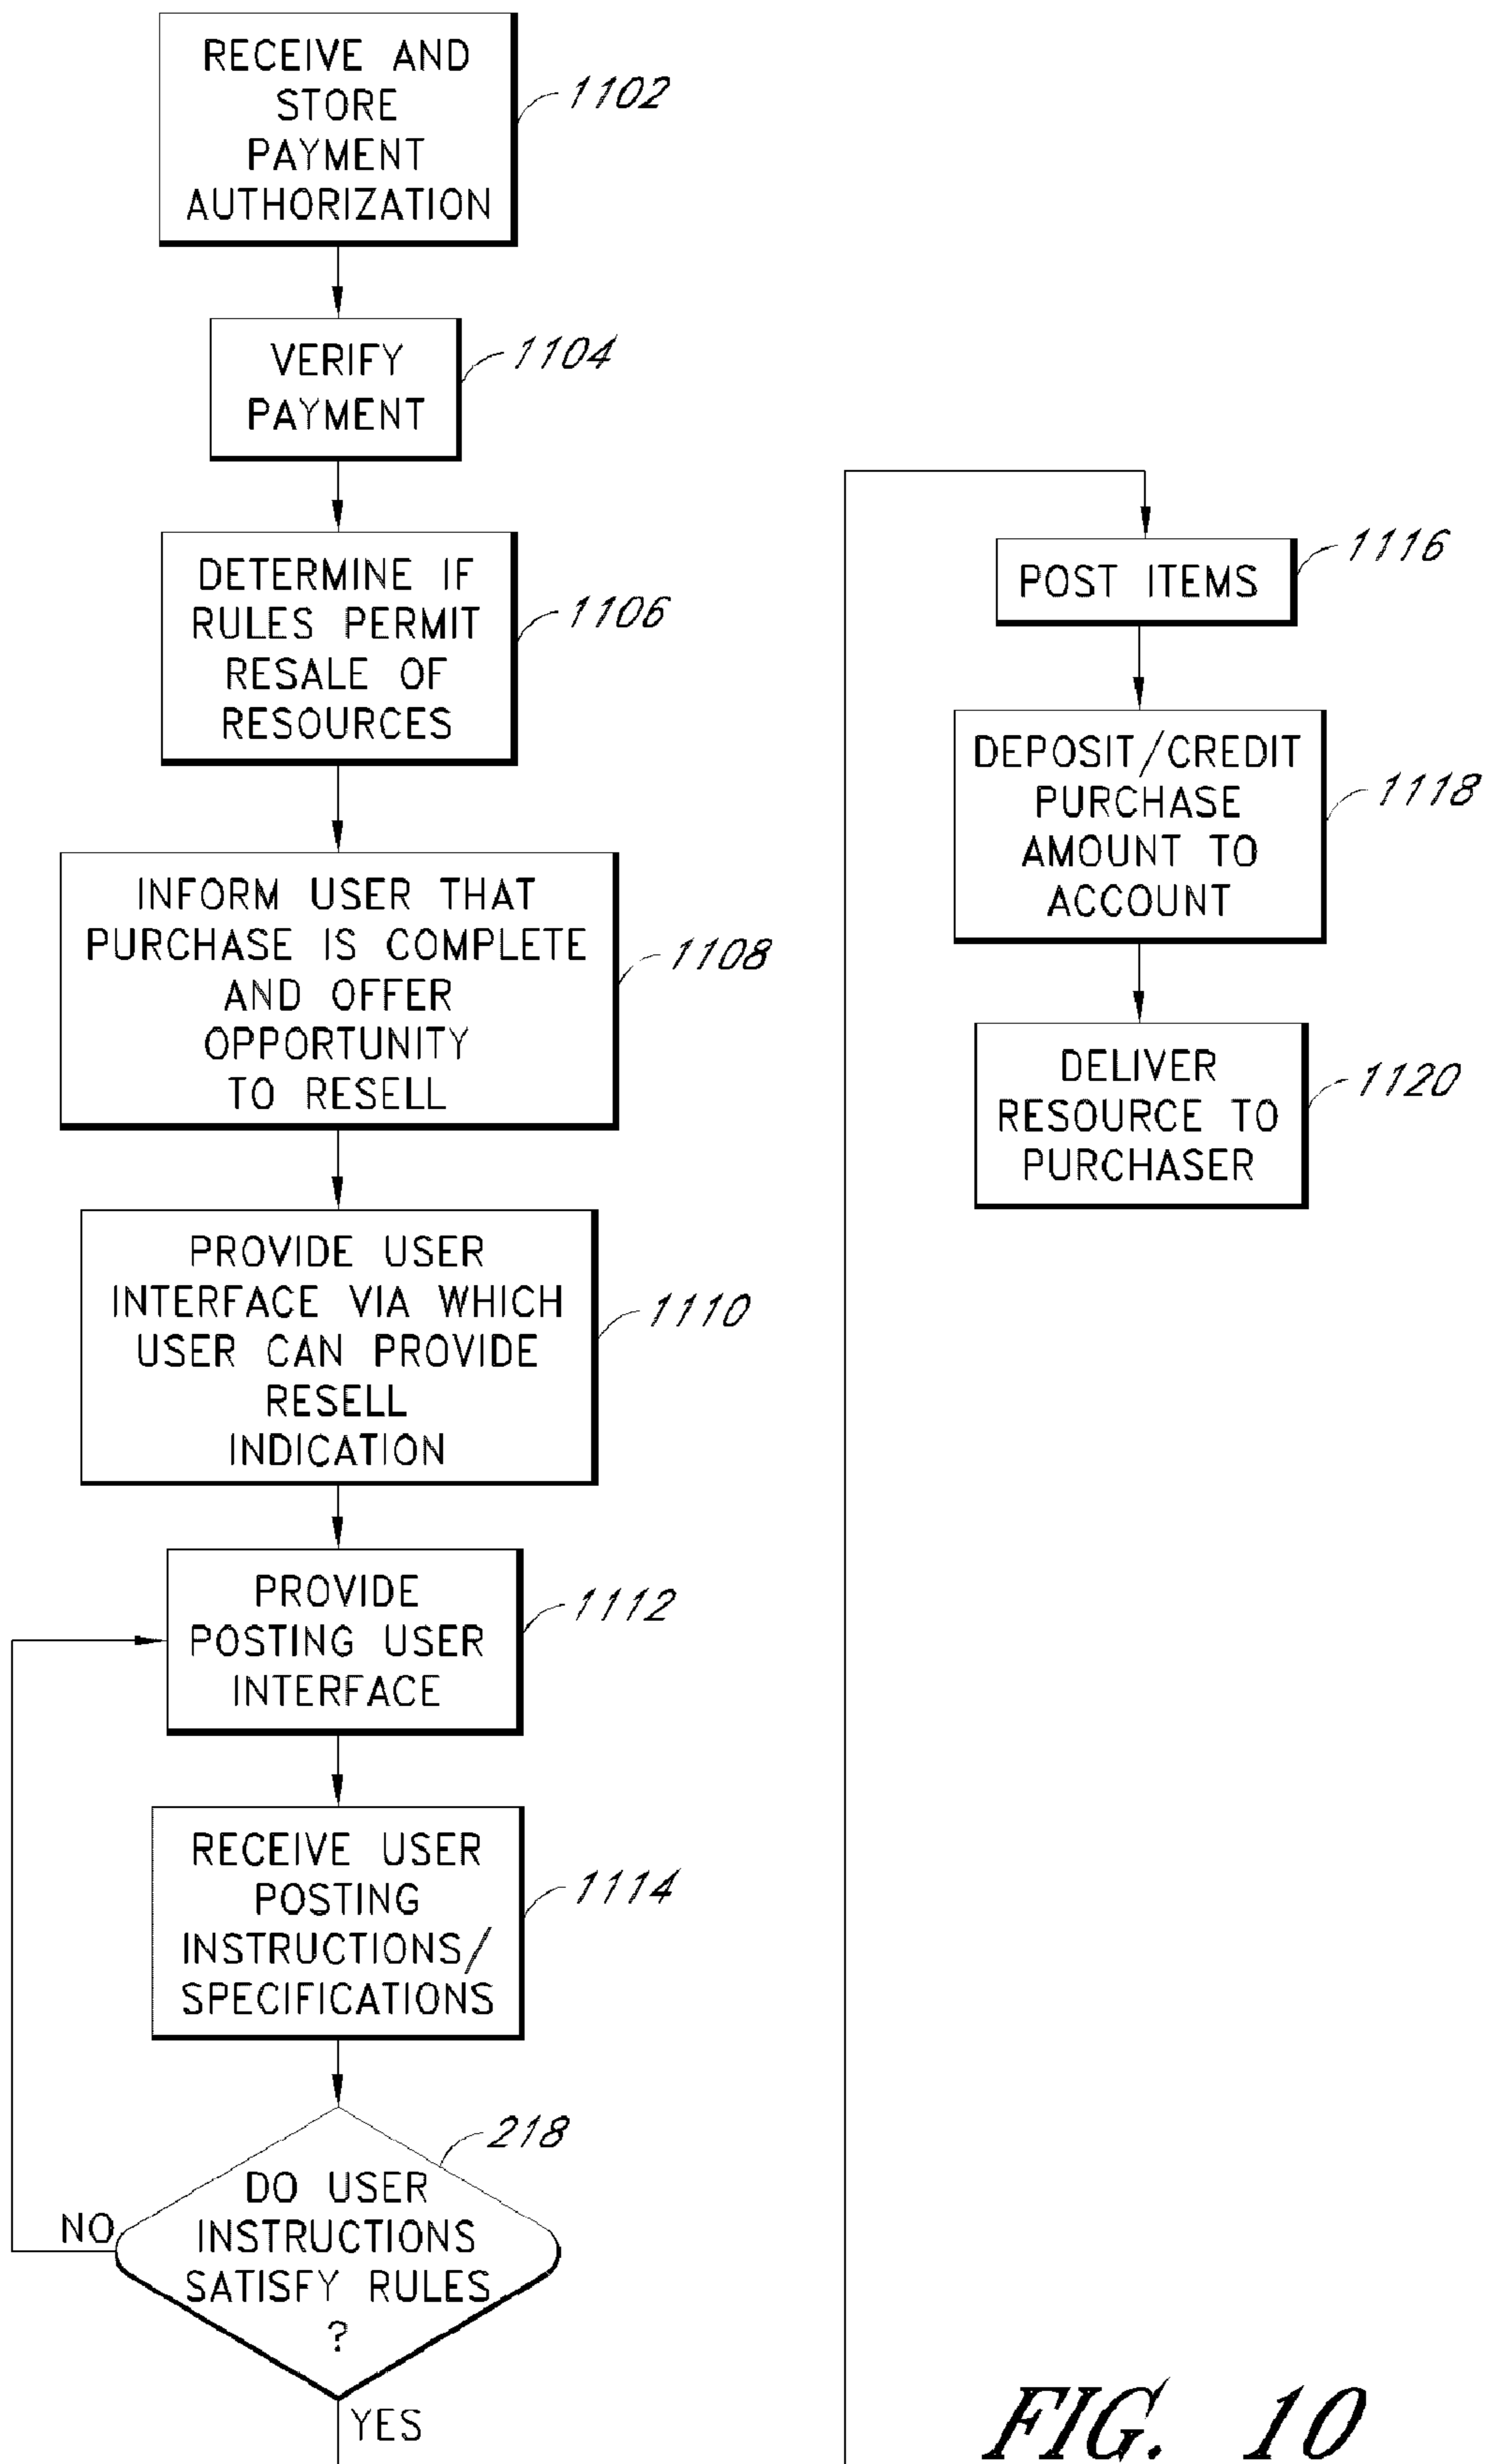 RECEIVE AND
STORE
PAYMENT
AUTHORIZATION
1102
VERIFY
PAYMENT
1104
DETERMINE IF
RULES PERMIT
RESALE OF
RESOURCES
1106
INFORM USER THAT
PURCHASE IS COMPLETE
AND OFFER
OPPORTUNITY
TO RESELL
1108
PROVIDE USER
INTERFACE VIA WHICH
USER CAN PROVIDE
RESELL
INDICATION
1110
PROVIDE
POSTING USER
INTERFACE
1112
RECEIVE USER
POSTING
INSTRUCTIONS/
SPECIFICATIONS
1114
DO USER
INSTRUCTIONS
SATISFY RULES
?
218
NO
YES
POST ITEMS
1116
DEPOSIT/CREDIT
PURCHASE
AMOUNT TO
ACCOUNT
1118
DELIVER
RESOURCE TO
PURCHASER
1120
FIG. 10